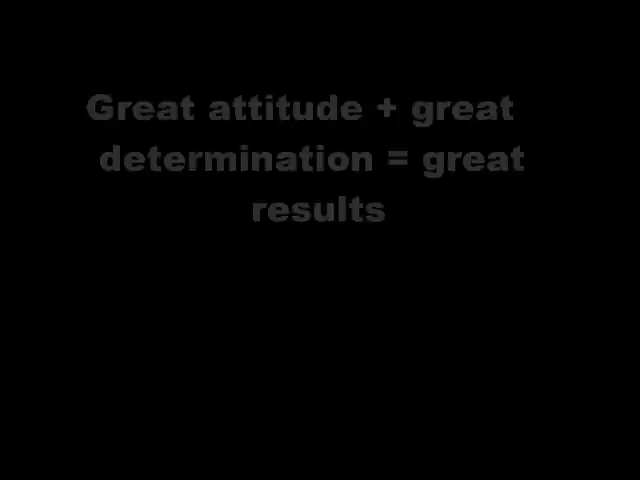 Great attitude + great
determination = great
results